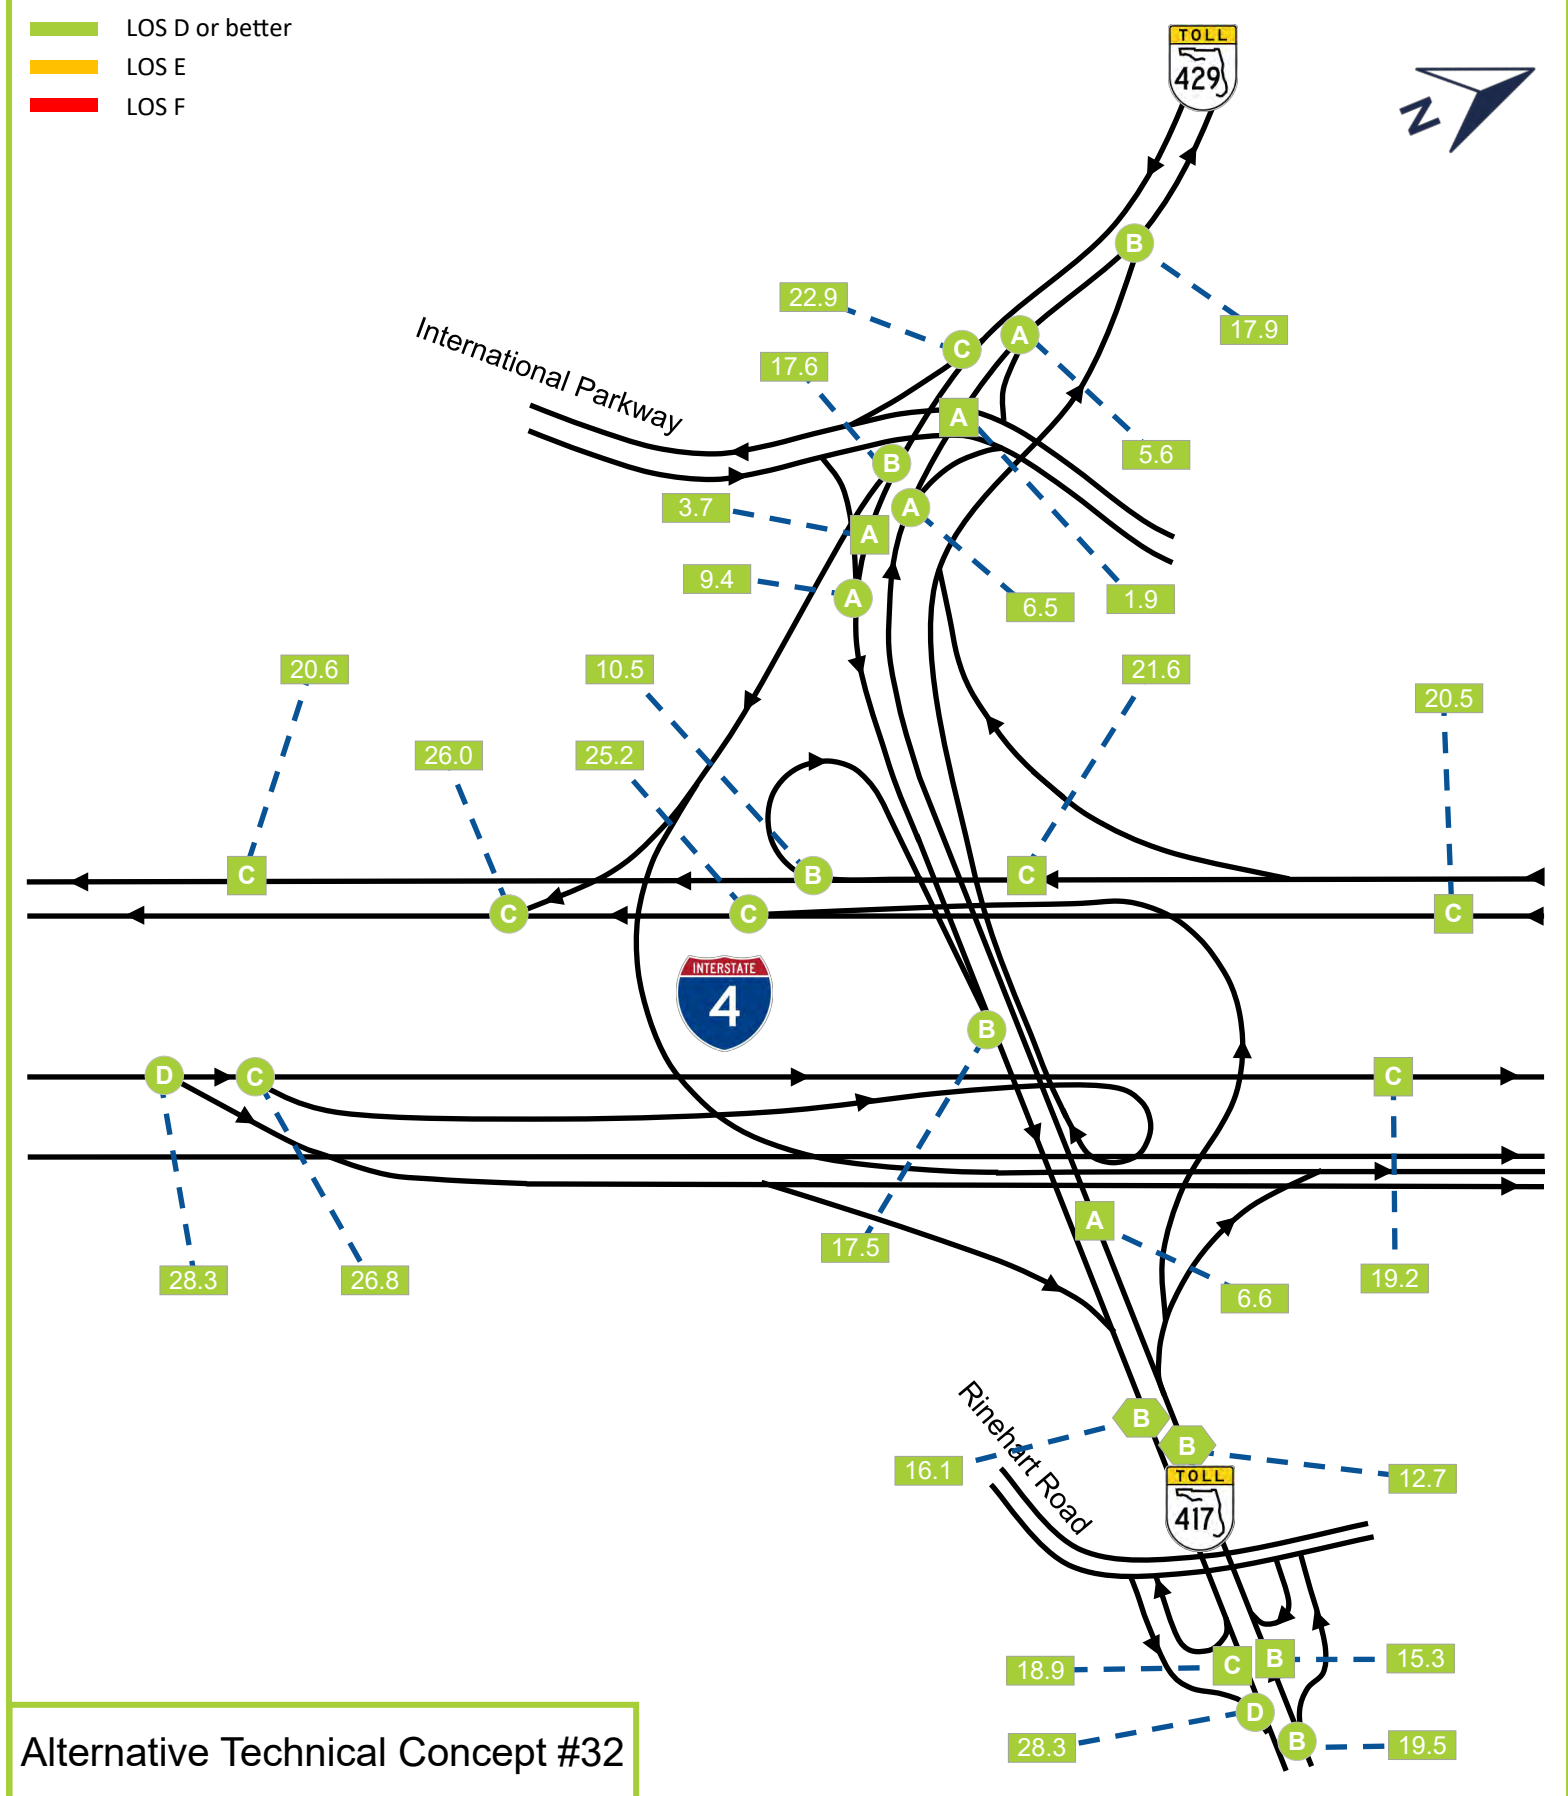 LOS D or better
LOS E
LOS F
TOLL
429
N
B
22.9
17.9
International Parkway
C
A
17.6
A
5.6
B
3.7
A
A
9.4
A
6.5
1.9
20.6
10.5
21.6
20.5
26.0
25.2
C
B
C
C
C
C
INTERSTATE
4
B
D
C
C
A
17.5
28.3
26.8
6.6
19.2
Rinehart Road
B
B
16.1
12.7
TOLL
417
18.9
C
B
15.3
D
28.3
B
19.5
Alternative Technical Concept #32